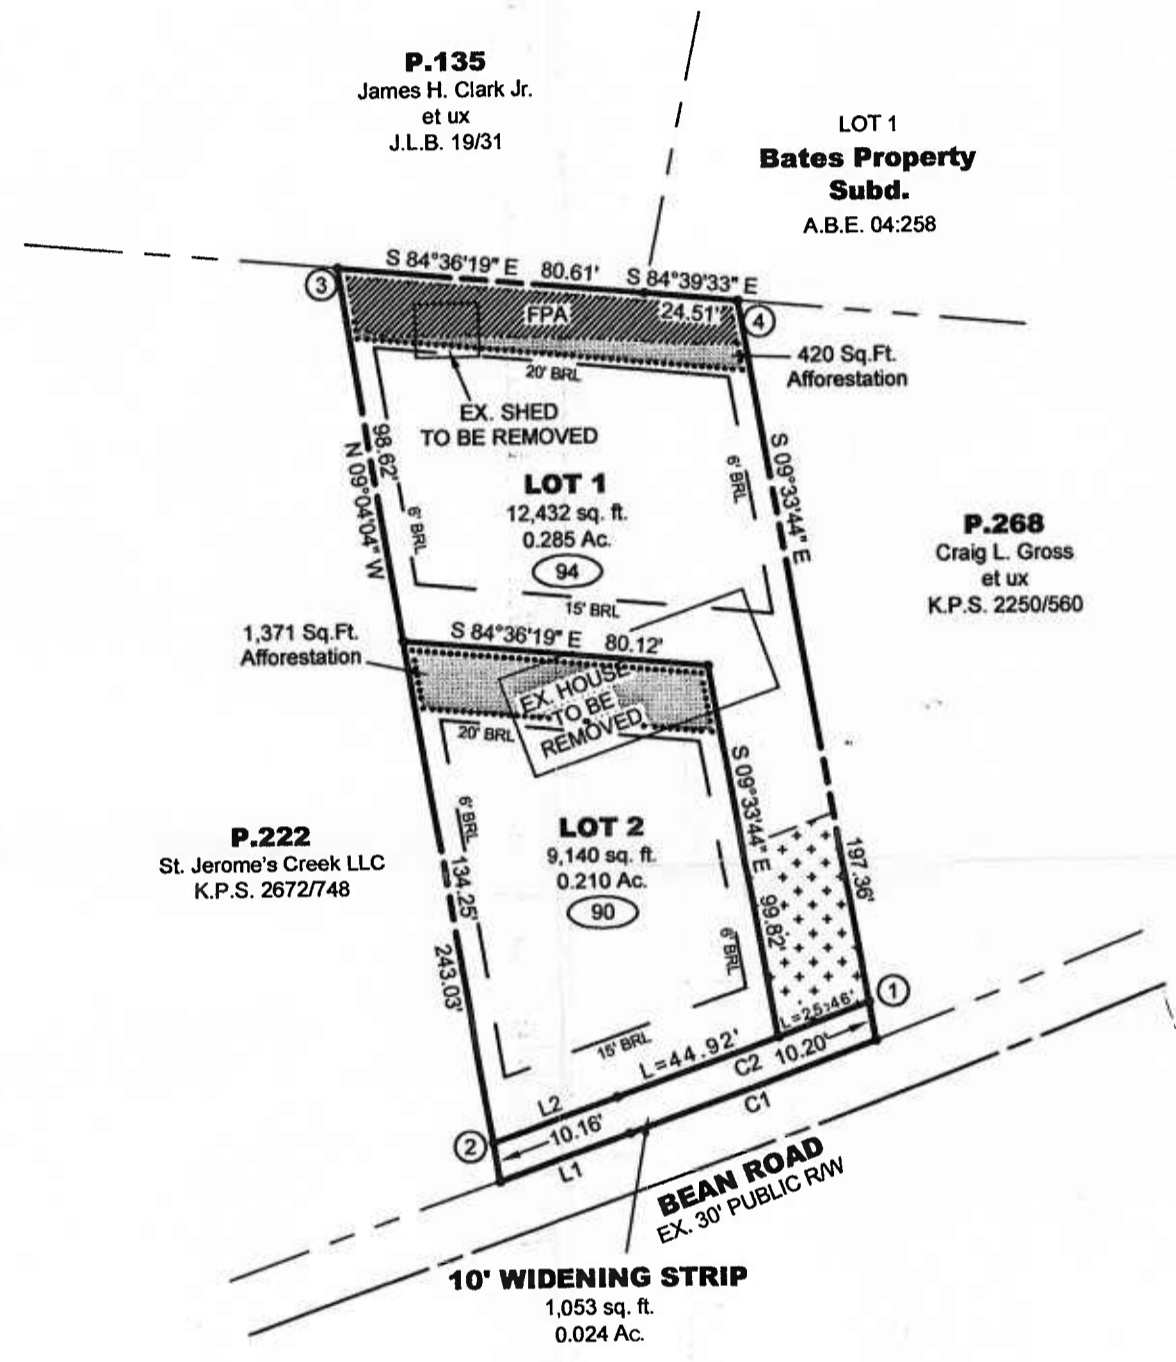 P.135
James H. Clark Jr.
et ux
J.L.B. 19/31
LOT 1
Bates Property
Subd.
A.B.E. 04:258
S 84°36'19" E 80.61'
S 84°39'33" E
24.51'
3
4
FPA
420 Sq.Ft.
Afforestation
20' BRL
EX. SHED
TO BE REMOVED
98.62'
N 09°04'04" W
6' BRL
6' BRL
S 09°33'44" E
LOT 1
12,432 sq. ft.
0.285 Ac.
94
15' BRL
P.268
Craig L. Gross
et ux
K.P.S. 2250/560
1,371 Sq.Ft.
Afforestation
S 84°36'19" E 80.12'
EX. HOUSE
TO BE
REMOVED
20' BRL
6' BRL
134.25'
243.03'
S 09°33'44" E
99.82'
197.36'
LOT 2
9,140 sq. ft.
0.210 Ac.
90
6' BRL
15' BRL
P.222
St. Jerome's Creek LLC
K.P.S. 2672/748
1
L=25.46'
L=44.92'
C2 10.20'
C1
L2
10.16'
L1
2
BEAN ROAD
EX. 30' PUBLIC R/W
10' WIDENING STRIP
1,053 sq. ft.
0.024 Ac.